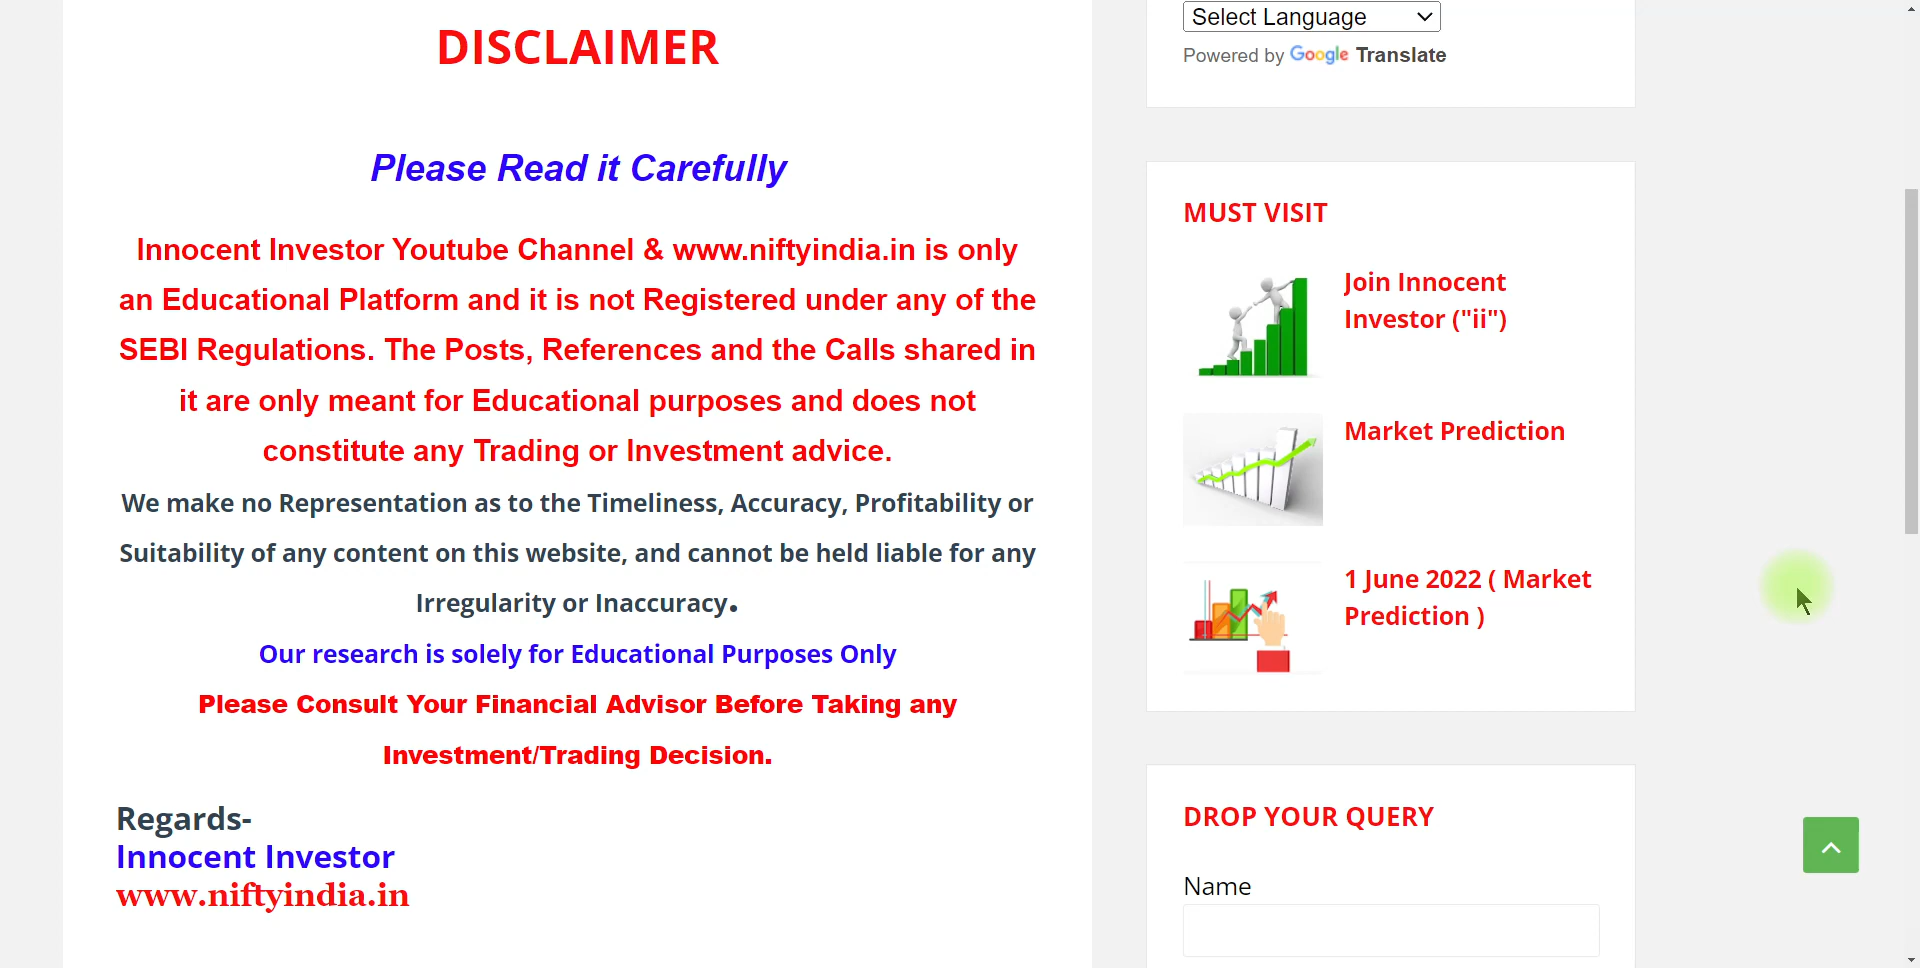 DISCLAIMER
Please Read it Carefully
Innocent Investor Youtube Channel & www.niftyindia.in is only
an Educational Platform and it is not Registered under any of the
SEBI Regulations. The Posts, References and the Calls shared in
it are only meant for Educational purposes and does not
constitute any Trading or Investment advice.
We make no Representation as to the Timeliness, Accuracy, Profitability or
Suitability of any content on this website, and cannot be held liable for any
Irregularity or Inaccuracy.
Our research is solely for Educational Purposes Only
Please Consult Your Financial Advisor Before Taking any
Investment/Trading Decision.
Regards-
Innocent Investor
www.niftyindia.in
Select Language
Powered by Google Translate
MUST VISIT
Join Innocent
Investor ("ii")
Market Prediction
1 June 2022 ( Market
Prediction )
DROP YOUR QUERY
Name